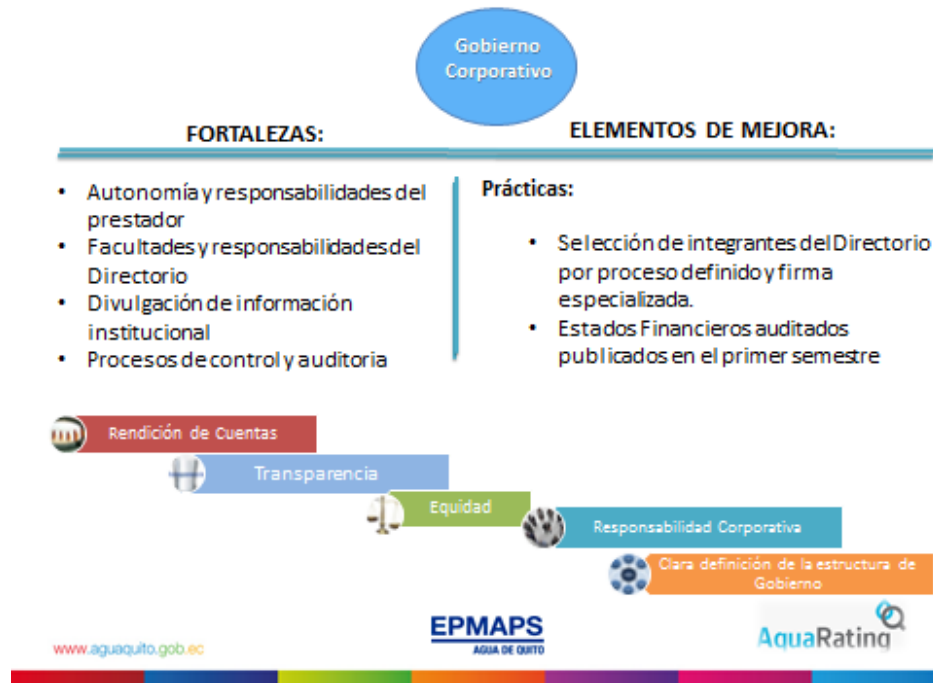 Gobierno
Corporativo
FORTALEZAS:
ELEMENTOS DE MEJORA:
• Autonomía y responsabilidades del
prestador
• Facultades y responsabilidades del
Directorio
• Divulgación de información
institucional
• Procesos de control y auditoria
Prácticas:
• Selección de integrantes del Directorio
por proceso definido y firma
especializada.
• Estados Financieros auditados
publicados en el primer semestre
Rendición de Cuentas
Transparencia
Equidad
Responsabilidad Corporativa
Clara definición de la estructura de
Gobierno
www.aguaquito.gob.ec
EPMAPS
AGUA DE QUITO
AquaRating